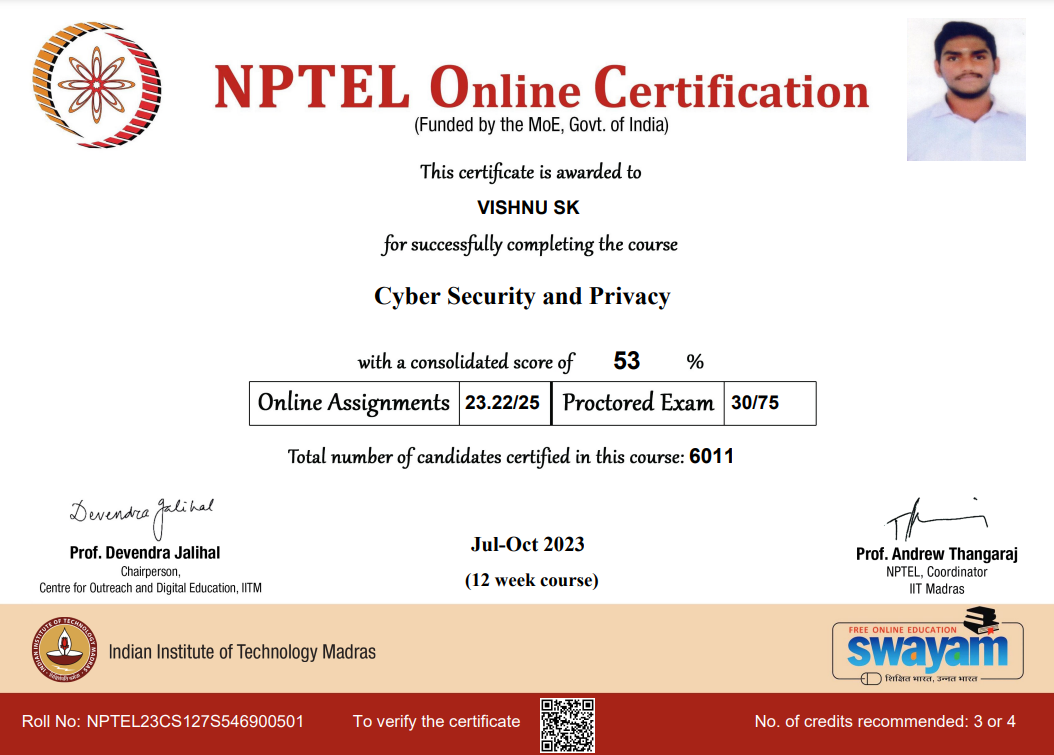 NPTEL Online Certification
(Funded by the MoE, Govt. of India)
This certificate is awarded to
VISHNU SK
for successfully completing the course
Cyber Security and Privacy
with a consolidated score of 53 %
Online Assignments 23.22/25 Proctored Exam 30/75
Total number of candidates certified in this course: 6011
Devendra Jalihal
Prof. Devendra Jalihal
Chairperson,
Centre for Outreach and Digital Education, IITM
Jul-Oct 2023
(12 week course)
Prof. Andrew Thangaraj
NPTEL, Coordinator
IIT Madras
INDIAN INSTITUTE OF TECHNOLOGY MADRAS
Indian Institute of Technology Madras
FREE ONLINE EDUCATION
swayam
शिक्षित भारत, उन्नत भारत
Roll No: NPTEL23CS127S546900501
To verify the certificate
No. of credits recommended: 3 or 4